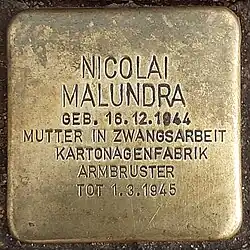 NICOLAI
MALUNDRA
GEB. 16.12.1944
MUTTER IN ZWANGSARBEIT
KARTONAGENFABRIK
ARMBRUSTER
TOT 1.3.1945